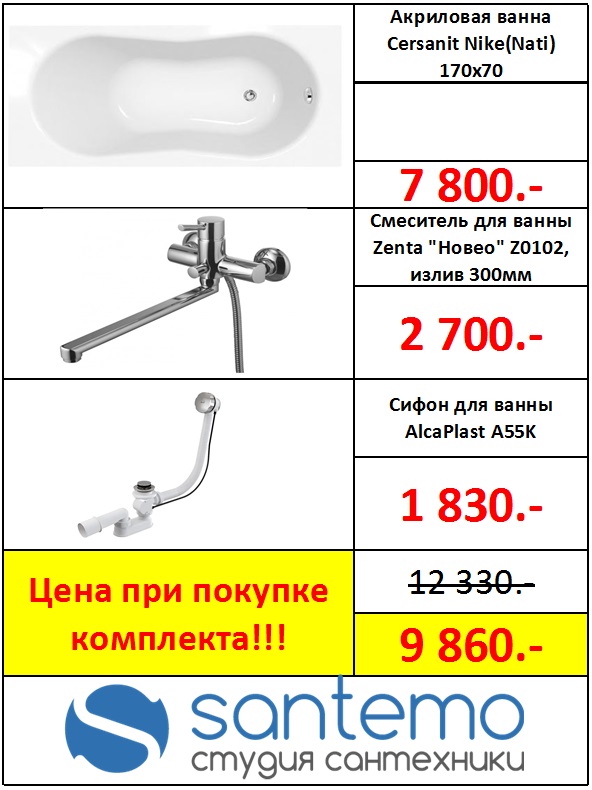 Акриловая ванна
Cersanit Nike(Nati)
170x70
7 800.-
Смеситель для ванны
Zenta "Новео" Z0102,
излив 300мм
2 700.-
Сифон для ванны
AlcaPlast A55K
1 830.-
Цена при покупке
комплекта!!!
12 330.-
9 860.-
santemo
студия сантехники